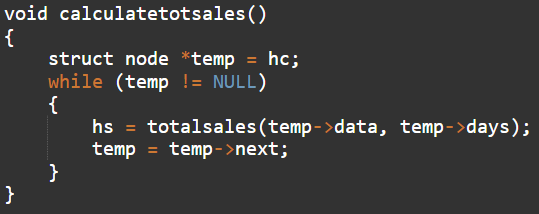 void calculatetotsales()
{
    struct node *temp = hc;
    while (temp != NULL)
    {
        hs = totalsales(temp->data, temp->days);
        temp = temp->next;
    }
}